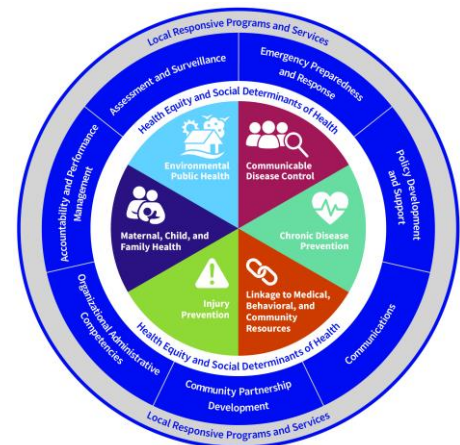 Local Responsive Programs and Services
Assessment and Surveillance
Emergency Preparedness
and Response
Accountability and Performance
Management
Policy Development
and Support
Organizational Administrative
Competencies
Communications
Community Partnership
Development
Health Equity and Social Determinants of Health
Environmental
Public Health
Communicable
Disease Control
Maternal, Child, and
Family Health
Chronic Disease
Prevention
Injury
Prevention
Linkage to Medical,
Behavioral, and
Community
Resources
Health Equity and Social Determinants of Health
Local Responsive Programs and Services